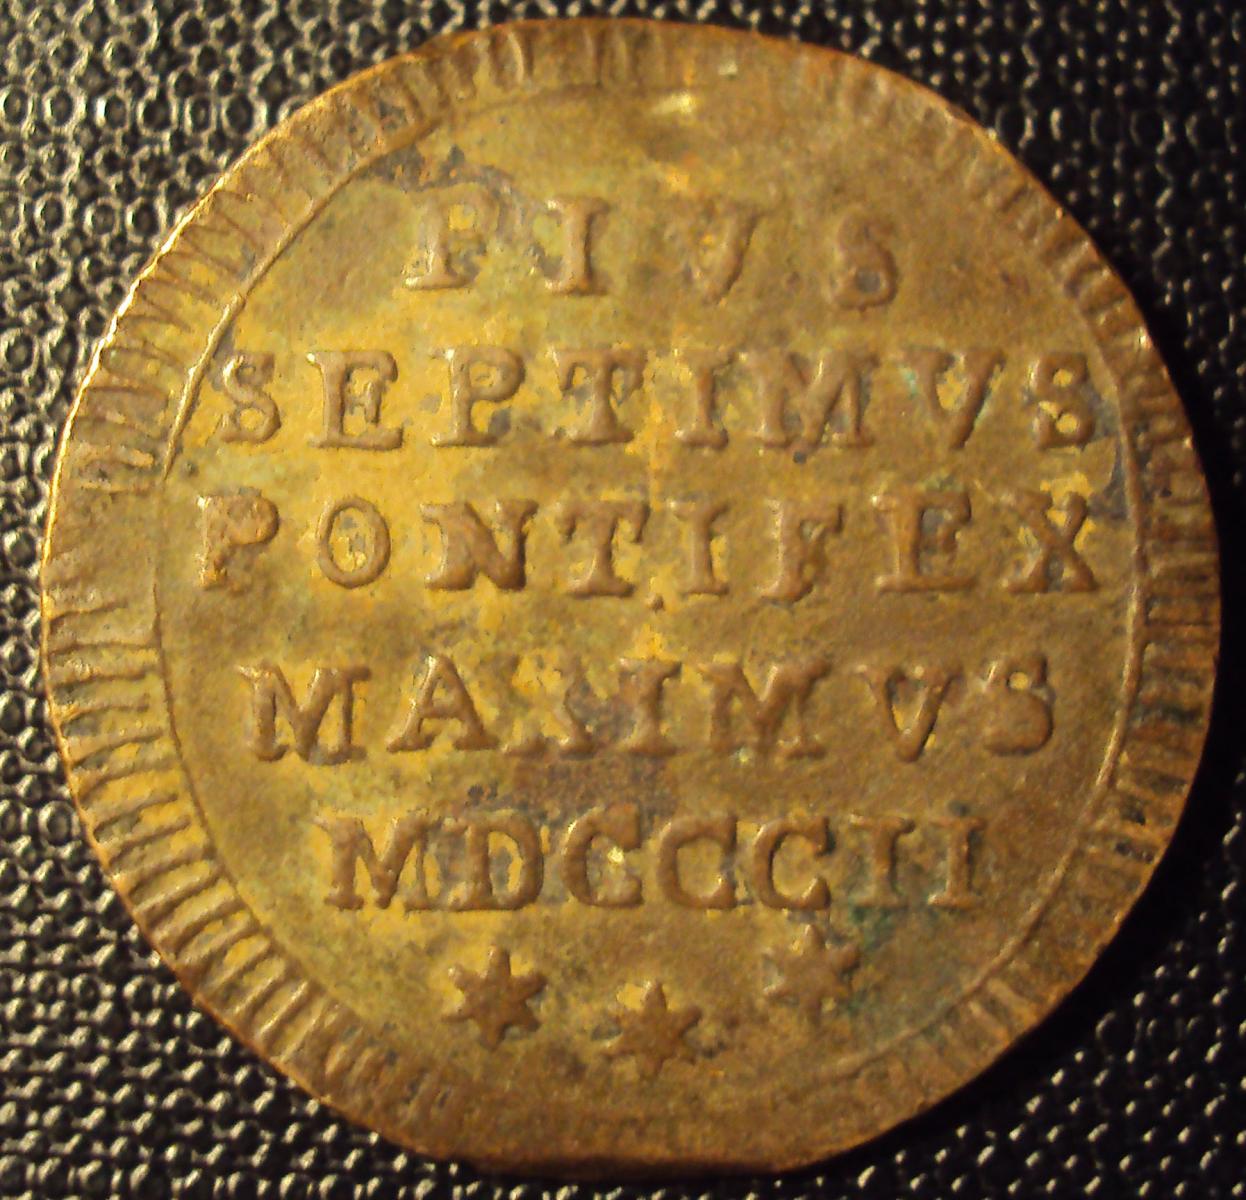 PIVS
SEPTIMVS
PONTIFEX
MAXIMVS
MDCCCII